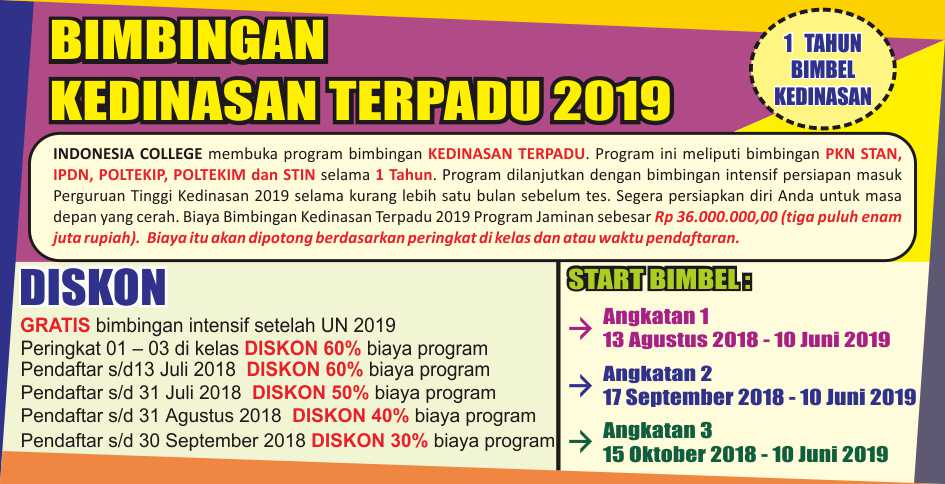 BIMBINGAN
KEDINASAN TERPADU 2019
1 TAHUN
BIMBEL
KEDINASAN
INDONESIA COLLEGE membuka program bimbingan KEDINASAN TERPADU. Program ini meliputi bimbingan PKN STAN,
IPDN, POLTEKIP, POLTEKIM dan STIN selama 1 Tahun. Program dilanjutkan dengan bimbingan intensif persiapan masuk
Perguruan Tinggi Kedinasan 2019 selama kurang lebih satu bulan sebelum tes. Segera persiapkan diri Anda untuk masa
depan yang cerah. Biaya Bimbingan Kedinasan Terpadu 2019 Program Jaminan sebesar Rp 36.000.000,00 (tiga puluh enam
juta rupiah). Biaya itu akan dipotong berdasarkan peringkat di kelas dan atau waktu pendaftaran.
DISKON
GRATIS bimbingan intensif setelah UN 2019
Peringkat 01 – 03 di kelas DISKON 60% biaya program
Pendaftar s/d13 Juli 2018 DISKON 60% biaya program
Pendaftar s/d 31 Juli 2018 DISKON 50% biaya program
Pendaftar s/d 31 Agustus 2018 DISKON 40% biaya program
Pendaftar s/d 30 September 2018 DISKON 30% biaya program
START BIMBEL :
→ Angkatan 1
13 Agustus 2018 - 10 Juni 2019
→ Angkatan 2
17 September 2018 - 10 Juni 2019
→ Angkatan 3
15 Oktober 2018 - 10 Juni 2019